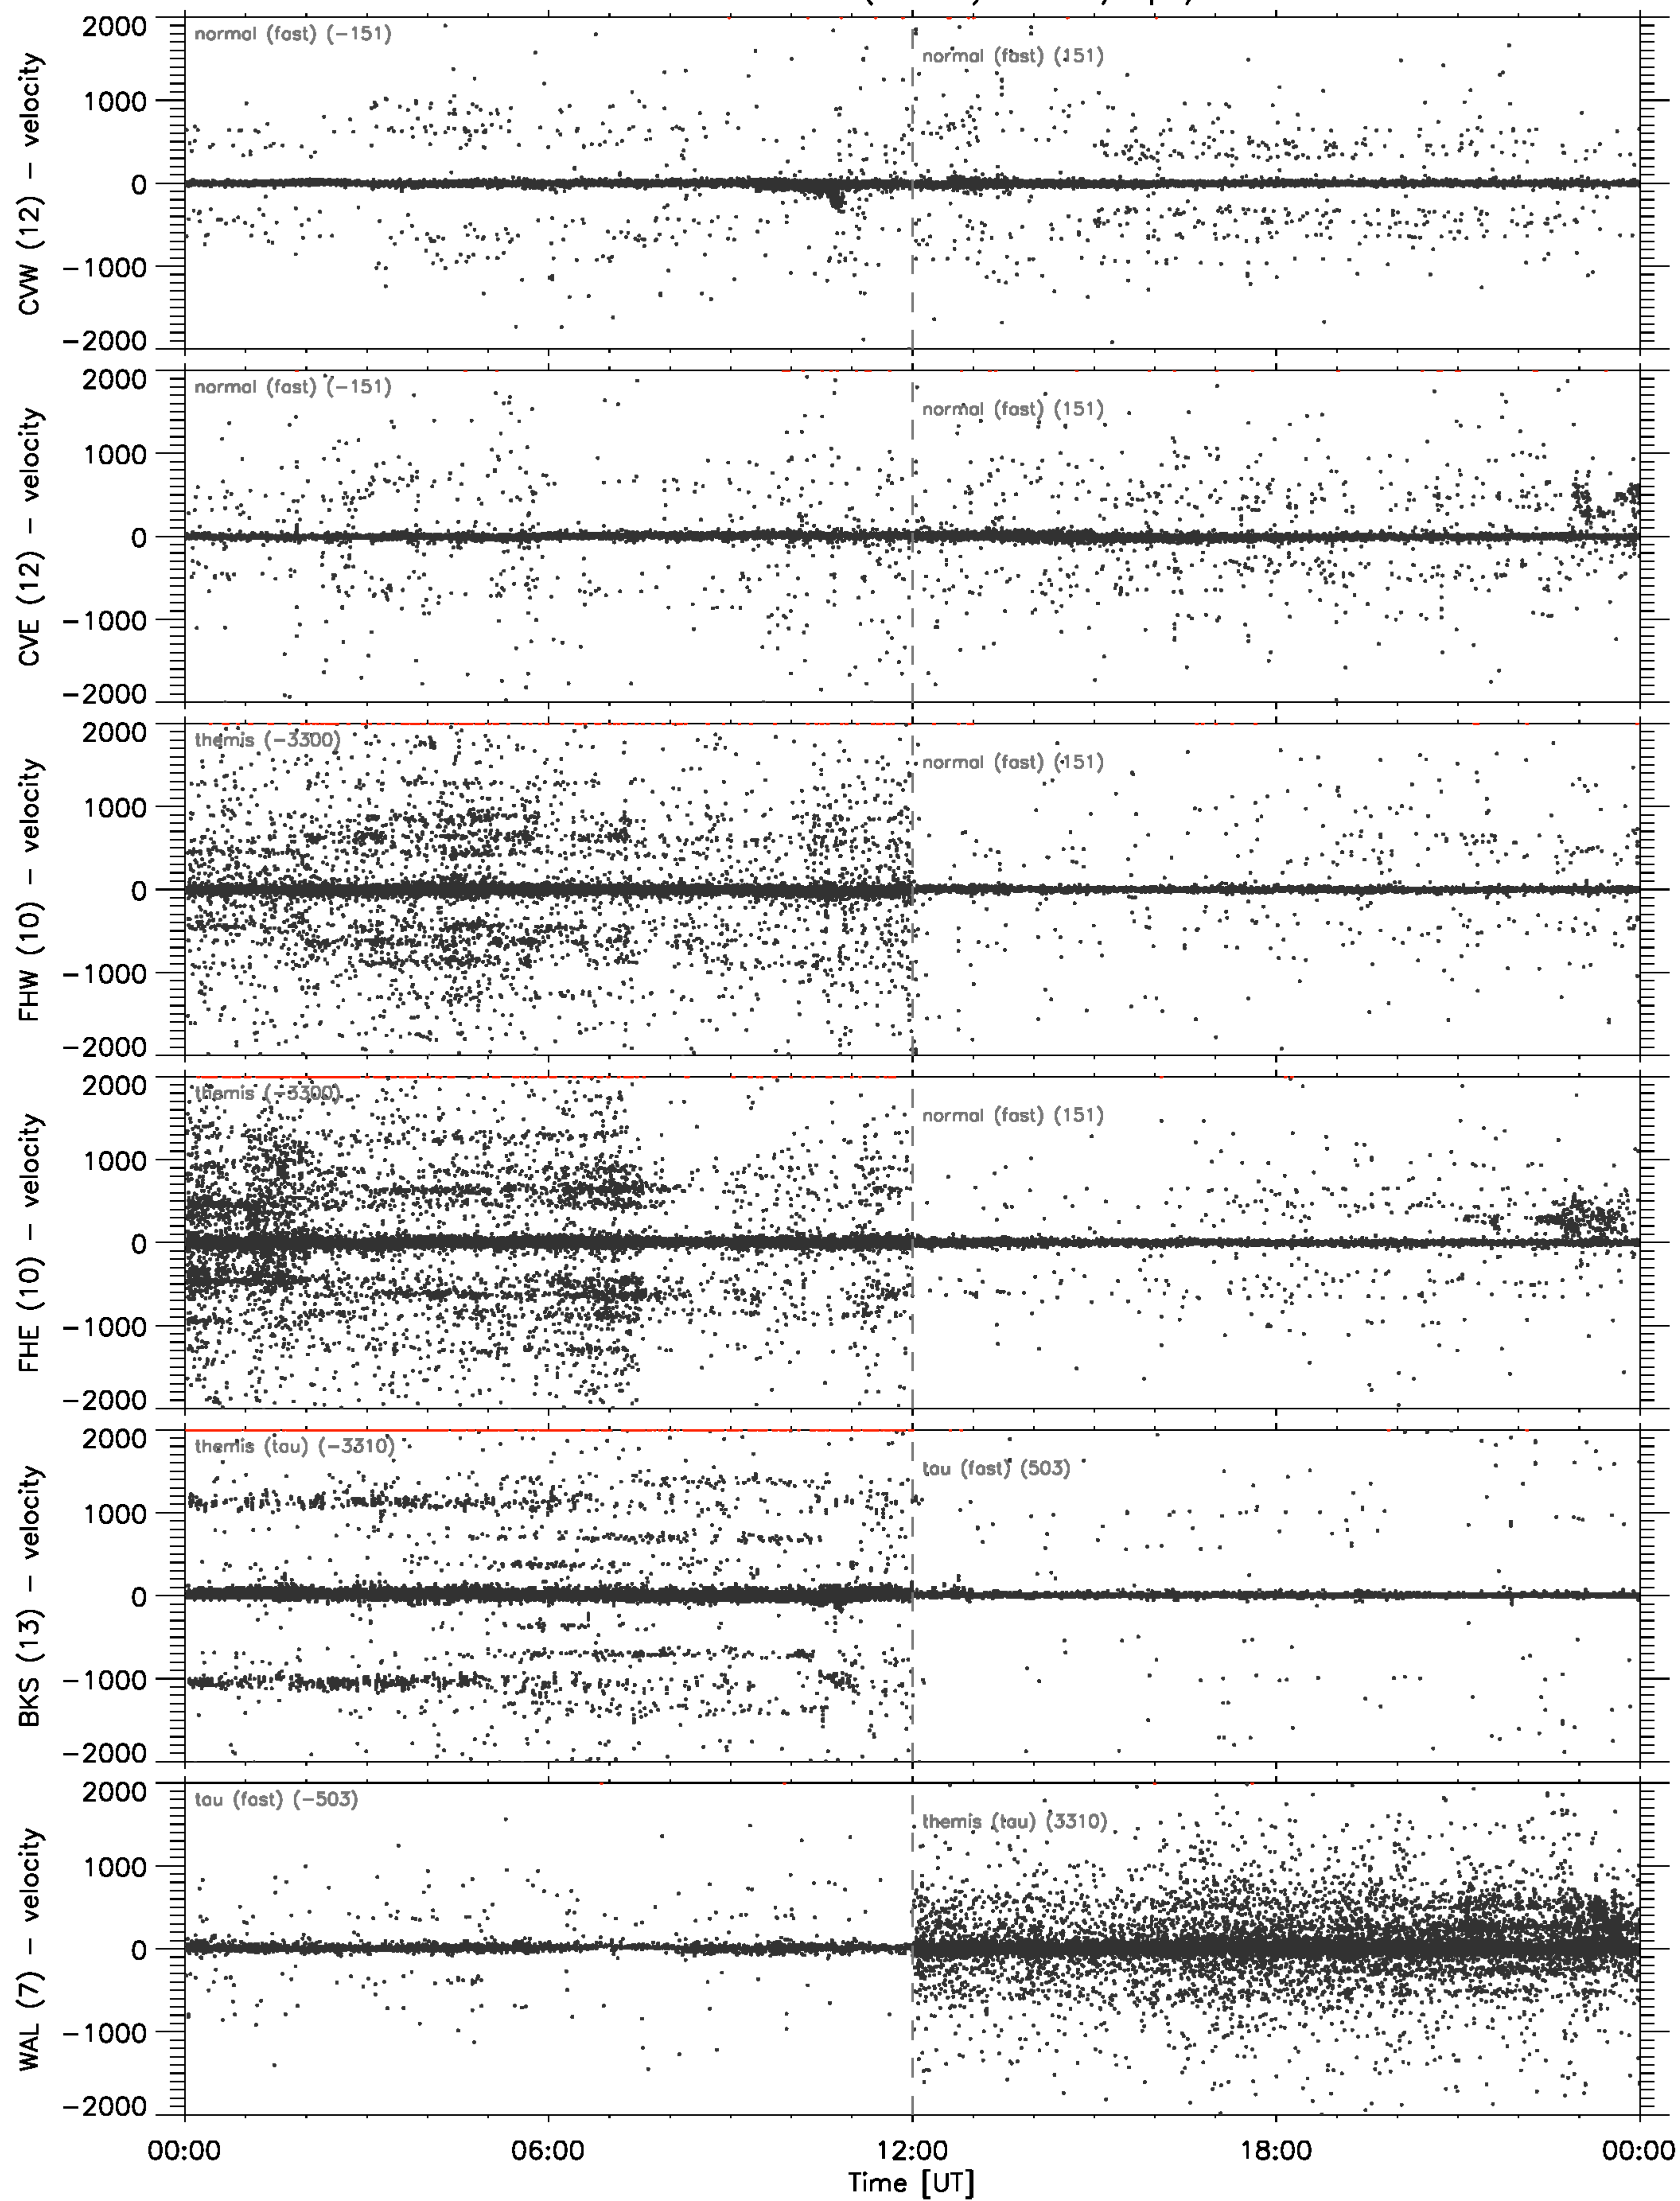 2000
normal (fast) (-151)
normal (fast) (151)
1000
0
-1000
-2000
CVW (12) - velocity
2000
normal (fast) (-151)
normal (fast) (151)
1000
0
-1000
-2000
CVE (12) - velocity
2000
themis (-3300)
normal (fast) (151)
1000
0
-1000
-2000
FHW (10) - velocity
2000
themis (-3300)
normal (fast) (151)
1000
0
-1000
-2000
FHE (10) - velocity
2000
themis (tau) (-3310)
tau (fast) (503)
1000
0
-1000
-2000
BKS (13) - velocity
2000
tau (fast) (-503)
themis (tau) (3310)
1000
0
-1000
-2000
WAL (7) - velocity
00:00 06:00 12:00 18:00 00:00
Time [UT]